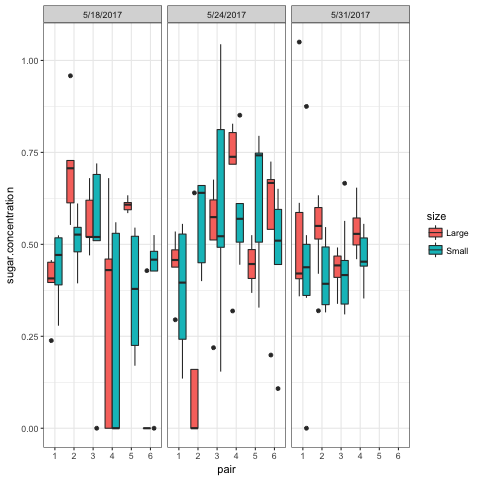 5/18/2017 5/24/2017 5/31/2017
1.00
0.75
0.50
0.25
0.00
sugar.concentration
1 2 3 4 5 6 1 2 3 4 5 6 1 2 3 4 5 6
pair
size
Large
Small